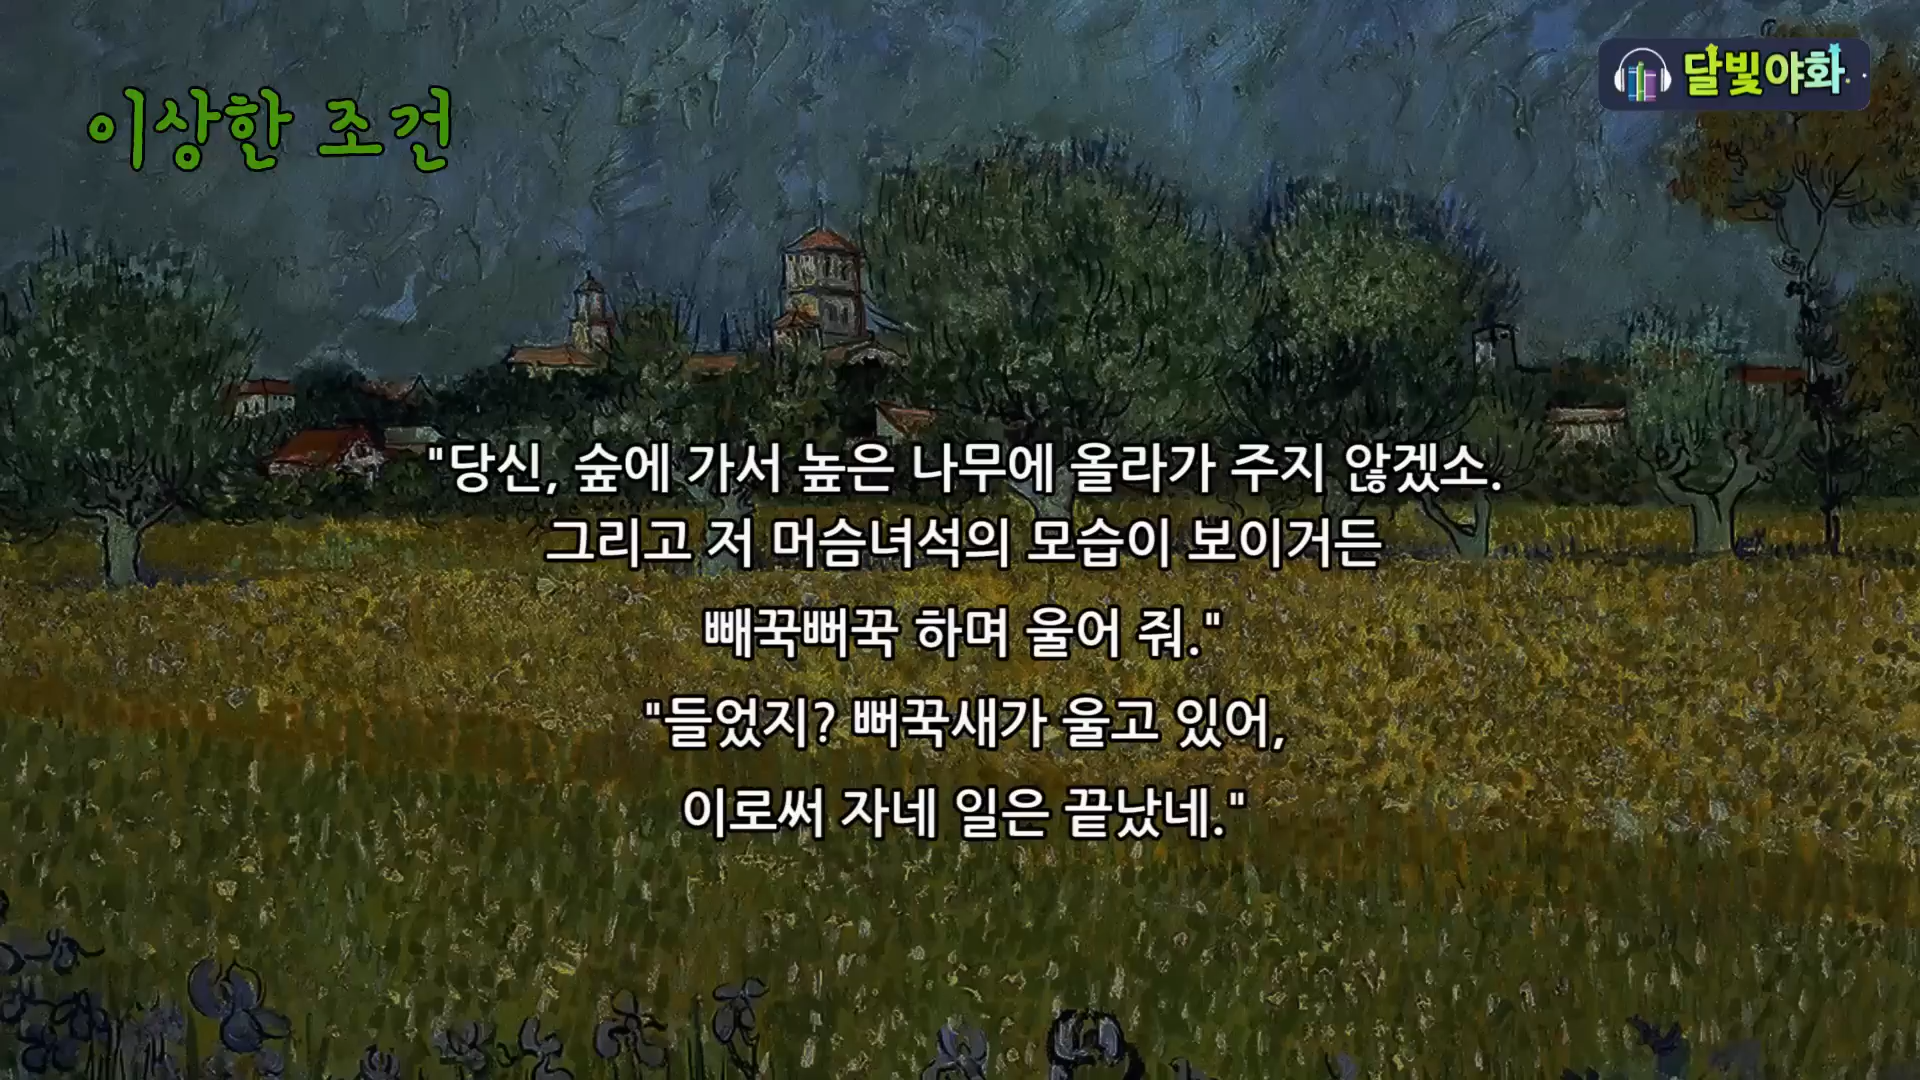 이상한 조건
달빛야화
"당신, 숲에 가서 높은 나무에 올라가 주지 않겠소.
그리고 저 머슴녀석의 모습이 보이거든
빼꾹뻐꾹 하며 울어 줘."
"들었지? 뻐꾹새가 울고 있어,
이로써 자네 일은 끝났네."